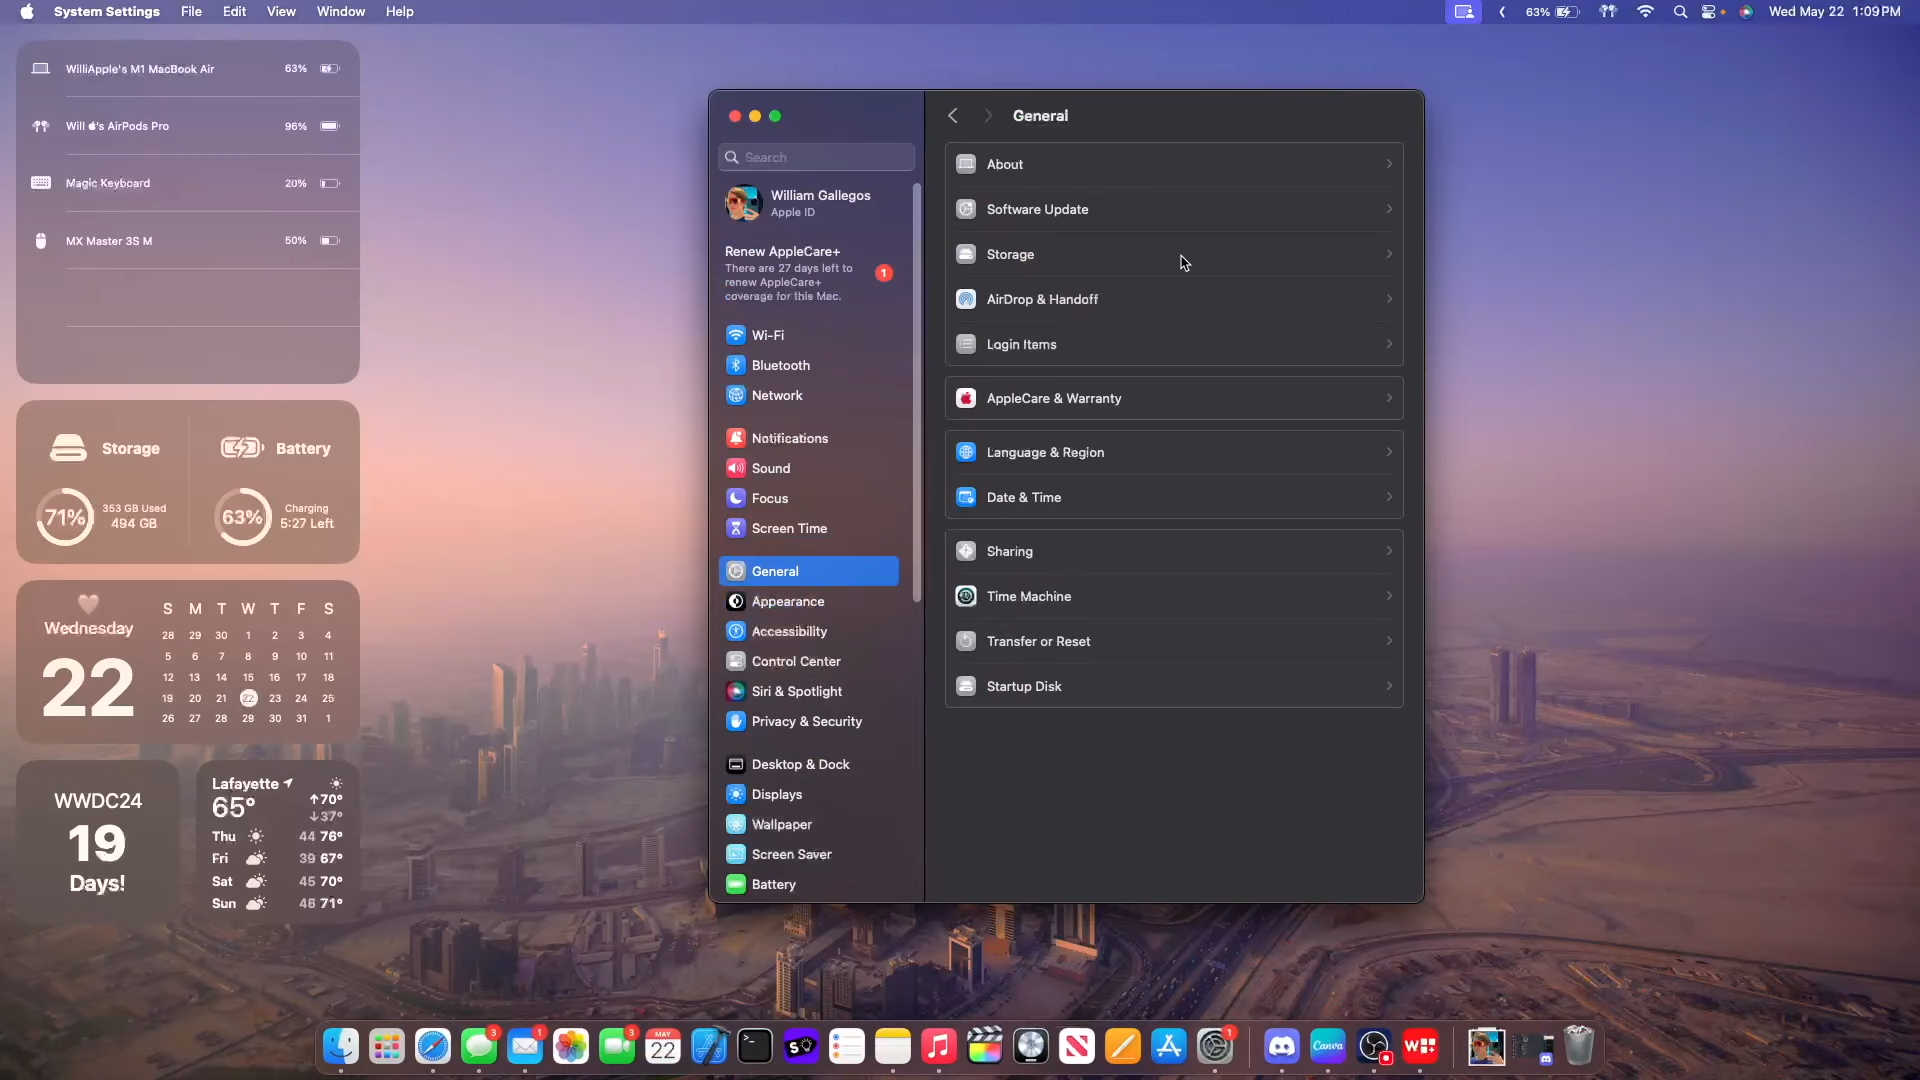 System Settings File Edit View Window Help
63%
Wed May 22 1:09 PM
WilliApple's M1 MacBook Air 63%
Will 's AirPods Pro 96%
Magic Keyboard 20%
MX Master 3S M 50%
Storage
71%
353 GB Used
494 GB
Battery
63%
Charging
5:27 Left
Wednesday
22
S M T W T F S
28 29 30 1 2 3 4
5 6 7 8 9 10 11
12 13 14 15 16 17 18
19 20 21 22 23 24 25
26 27 28 29 30 31 1
WWDC24
19
Days!
Lafayette
65°
↑70°
↓37°
Thu 44 76°
Fri 39 67°
Sat 45 70°
Sun 46 71°
Search
William Gallegos
Apple ID
Renew AppleCare+
There are 27 days left to
renew AppleCare+
coverage for this Mac.
1
Wi-Fi
Bluetooth
Network
Notifications
Sound
Focus
Screen Time
General
Appearance
Accessibility
Control Center
Siri & Spotlight
Privacy & Security
Desktop & Dock
Displays
Wallpaper
Screen Saver
Battery
General
About
Software Update
Storage
AirDrop & Handoff
Login Items
AppleCare & Warranty
Language & Region
Date & Time
Sharing
Time Machine
Transfer or Reset
Startup Disk
3
1
3
MAY
22
1
Canva